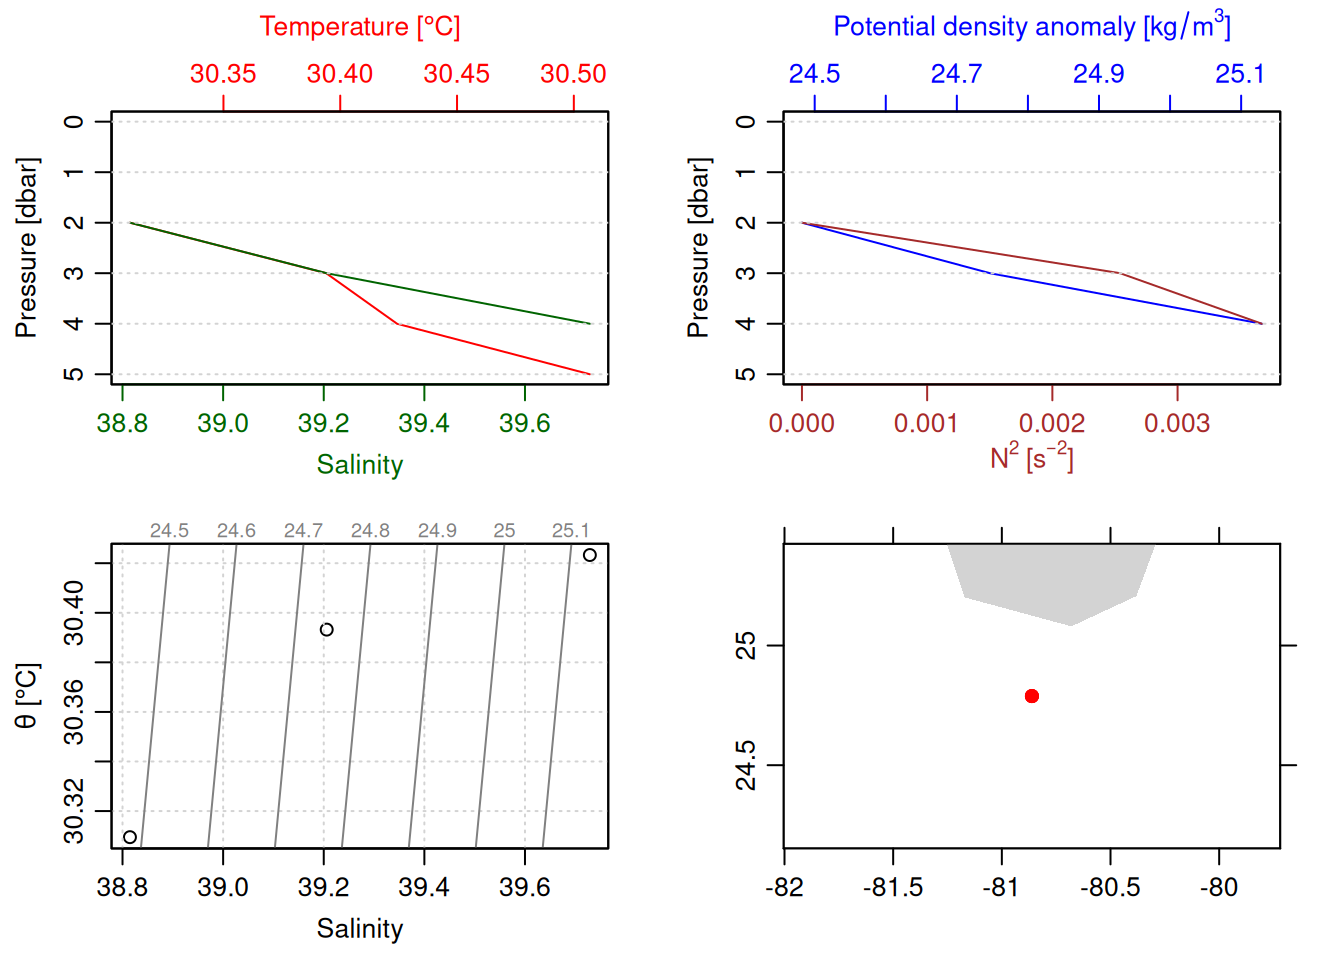 Temperature [°C]
30.35 30.40 30.45 30.50
Pressure [dbar]
0 1 2 3 4 5
38.8 39.0 39.2 39.4 39.6
Salinity
Potential density anomaly [kg/m³]
24.5 24.7 24.9 25.1
Pressure [dbar]
0 1 2 3 4 5
0.000 0.001 0.002 0.003
N² [s⁻²]
24.5 24.6 24.7 24.8 24.9 25 25.1
θ [°C]
30.40 30.36 30.32
38.8 39.0 39.2 39.4 39.6
Salinity
25 24.5
-82 -81.5 -81 -80.5 -80